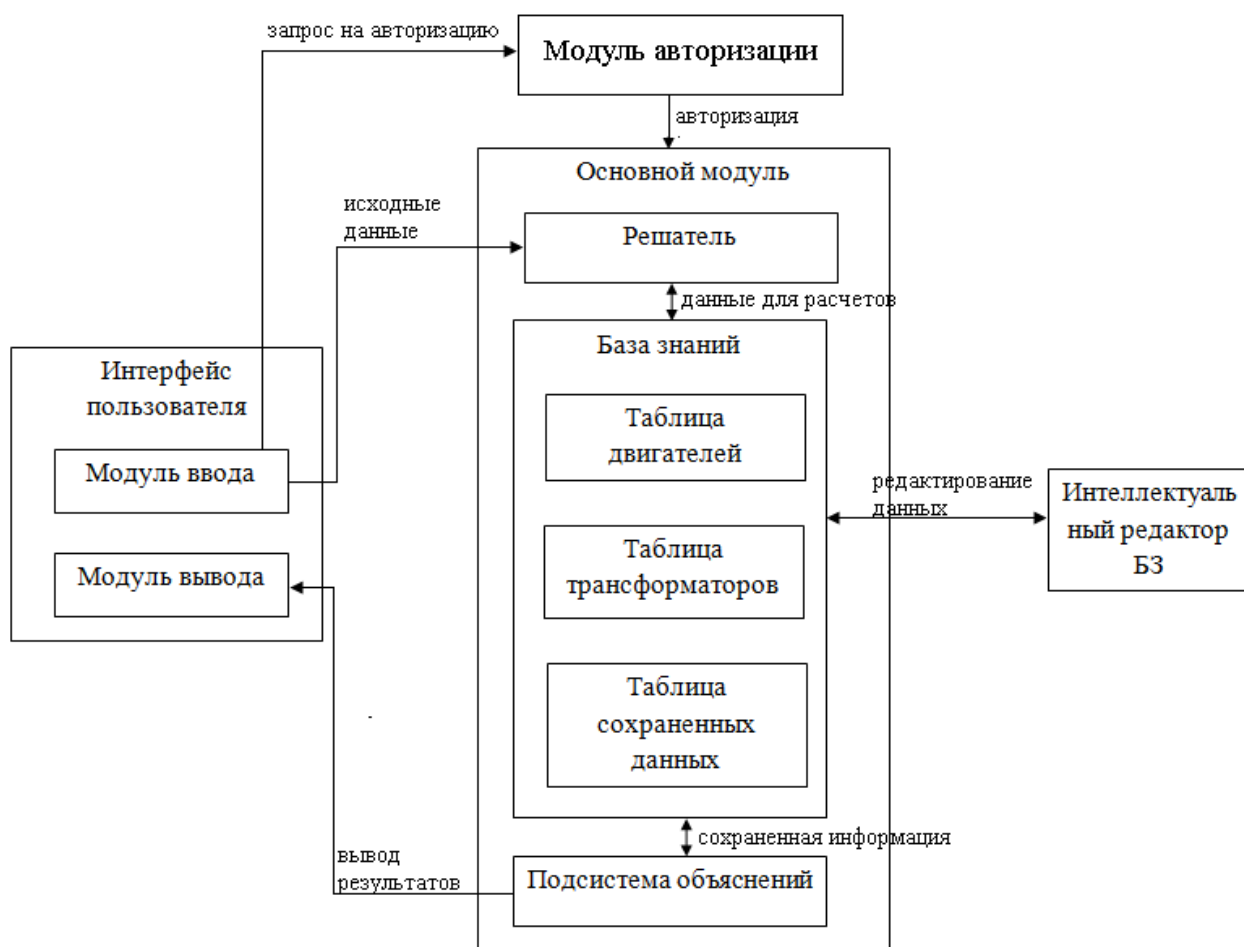 запрос на авторизацию
Модуль авторизации
авторизация
Основной модуль
исходные
данные
Решатель
данные для расчетов
База знаний
Интерфейс
пользователя
Таблица
двигателей
Модуль ввода
редактирование
данных
Интеллектуаль
ный редактор
БЗ
Таблица
трансформаторов
Модуль вывода
Таблица
сохраненных
данных
сохраненная информация
вывод
результатов
Подсистема объяснений